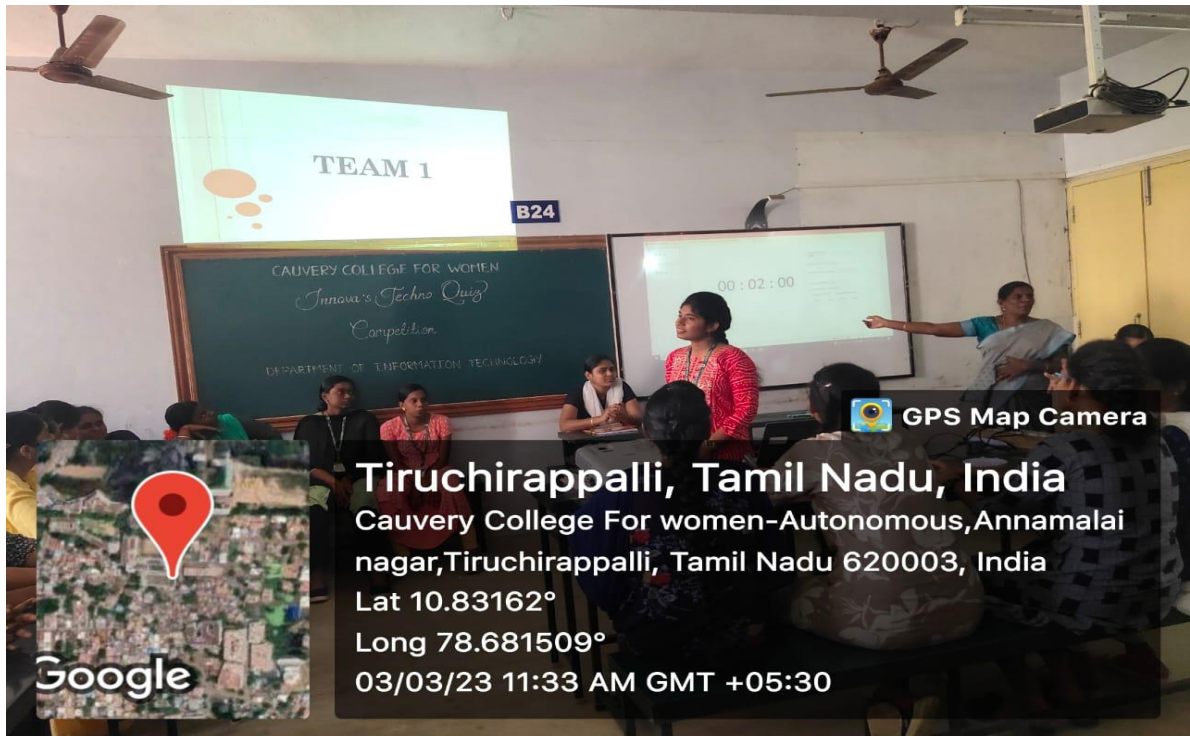 TEAM 1
B24
CAUVERY COLLEGE FOR WOMEN
Innova's Techno Quiz
Competition
DEPARTMENT OF INFORMATION TECHNOLOGY
00 : 02 : 00
GPS Map Camera
Tiruchirappalli, Tamil Nadu, India
Cauvery College For women-Autonomous,Annamalai
nagar,Tiruchirappalli, Tamil Nadu 620003, India
Lat 10.83162°
Long 78.681509°
03/03/23 11:33 AM GMT +05:30
Google